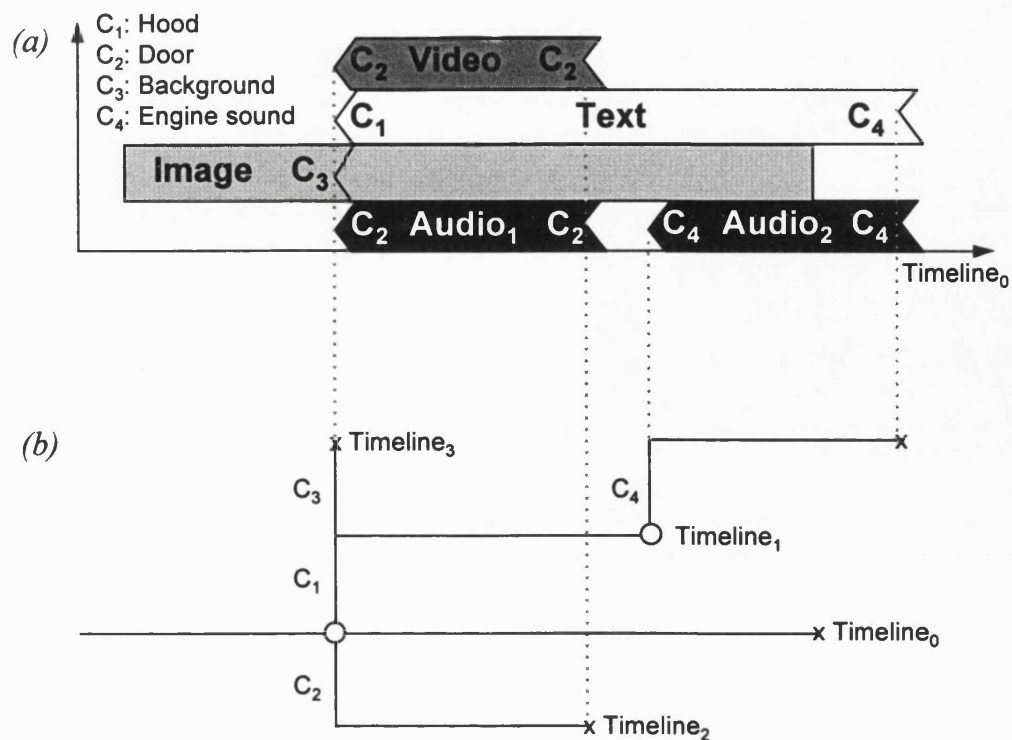 (a)
C₁: Hood
C₂: Door
C₃: Background
C₄: Engine sound
C₂ Video C₂
C₁ Text C₄
Image C₃
C₂ Audio₁ C₂ C₄ Audio₂ C₄
Timeline₀
(b)
x Timeline₃ x
C₃ C₄
Timeline₁
C₁
x Timeline₀
C₂
x Timeline₂